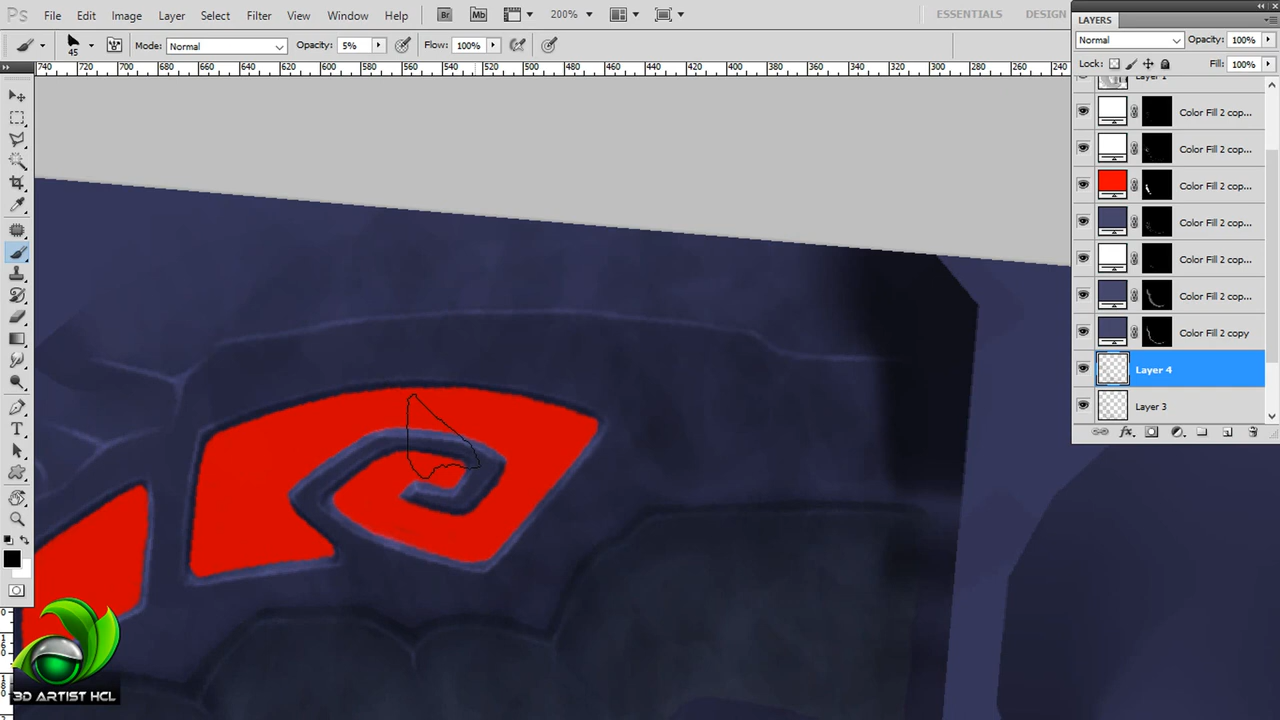 Ps File Edit Image Layer Select Filter View Window Help Br Mb 200% ESSENTIALS DESIGN
45 Mode: Normal Opacity: 5% Flow: 100%
740 720 700 680 660 640 620 600 580 560 540 520 500 480 460 440 420 400 380 360 340 320 300 280 260 240
LAYERS
Normal Opacity: 100%
Lock: Fill: 100%
Layer 1
Color Fill 2 cop...
Color Fill 2 cop...
Color Fill 2 cop...
Color Fill 2 cop...
Color Fill 2 cop...
Color Fill 2 cop...
Color Fill 2 copy
Layer 4
Layer 3
fx
T
3D ARTIST HCL